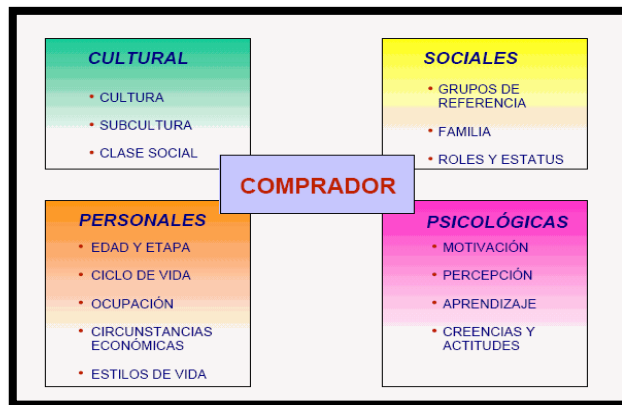 CULTURAL
• CULTURA
• SUBCULTURA
• CLASE SOCIAL
SOCIALES
• GRUPOS DE
REFERENCIA
• FAMILIA
• ROLES Y ESTATUS
COMPRADOR
PERSONALES
• EDAD Y ETAPA
• CICLO DE VIDA
• OCUPACIÓN
• CIRCUNSTANCIAS
ECONÓMICAS
• ESTILOS DE VIDA
PSICOLÓGICAS
• MOTIVACIÓN
• PERCEPCIÓN
• APRENDIZAJE
• CREENCIAS Y
ACTITUDES